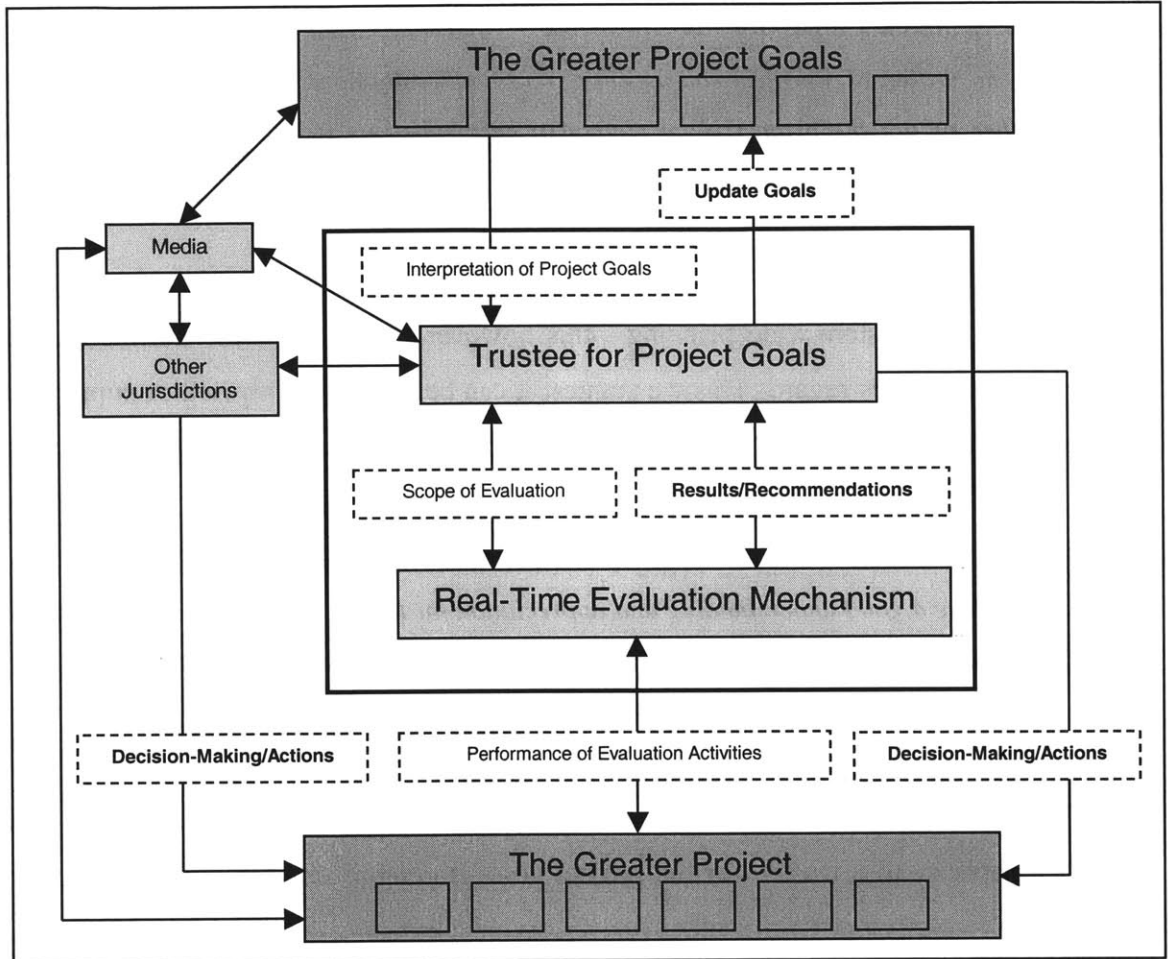 The Greater Project Goals
Update Goals
Media
Interpretation of Project Goals
Trustee for Project Goals
Other
Jurisdictions
Scope of Evaluation
Results/Recommendations
Real-Time Evaluation Mechanism
Decision-Making/Actions
Performance of Evaluation Activities
Decision-Making/Actions
The Greater Project